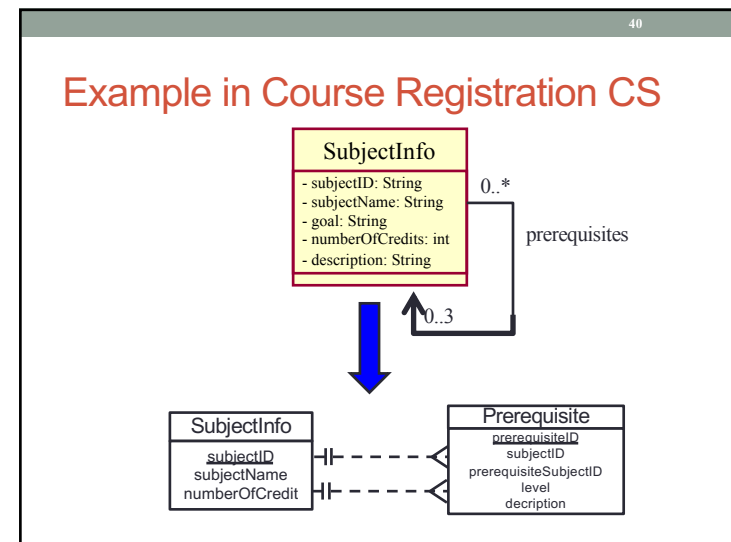 40
Example in Course Registration CS
SubjectInfo
- subjectID: String
- subjectName: String
- goal: String
- numberOfCredits: int
- description: String
0..*
prerequisites
0..3
SubjectInfo
subjectID
subjectName
numberOfCredit
Prerequisite
prerequisiteID
subjectID
prerequisiteSubjectID
level
decription